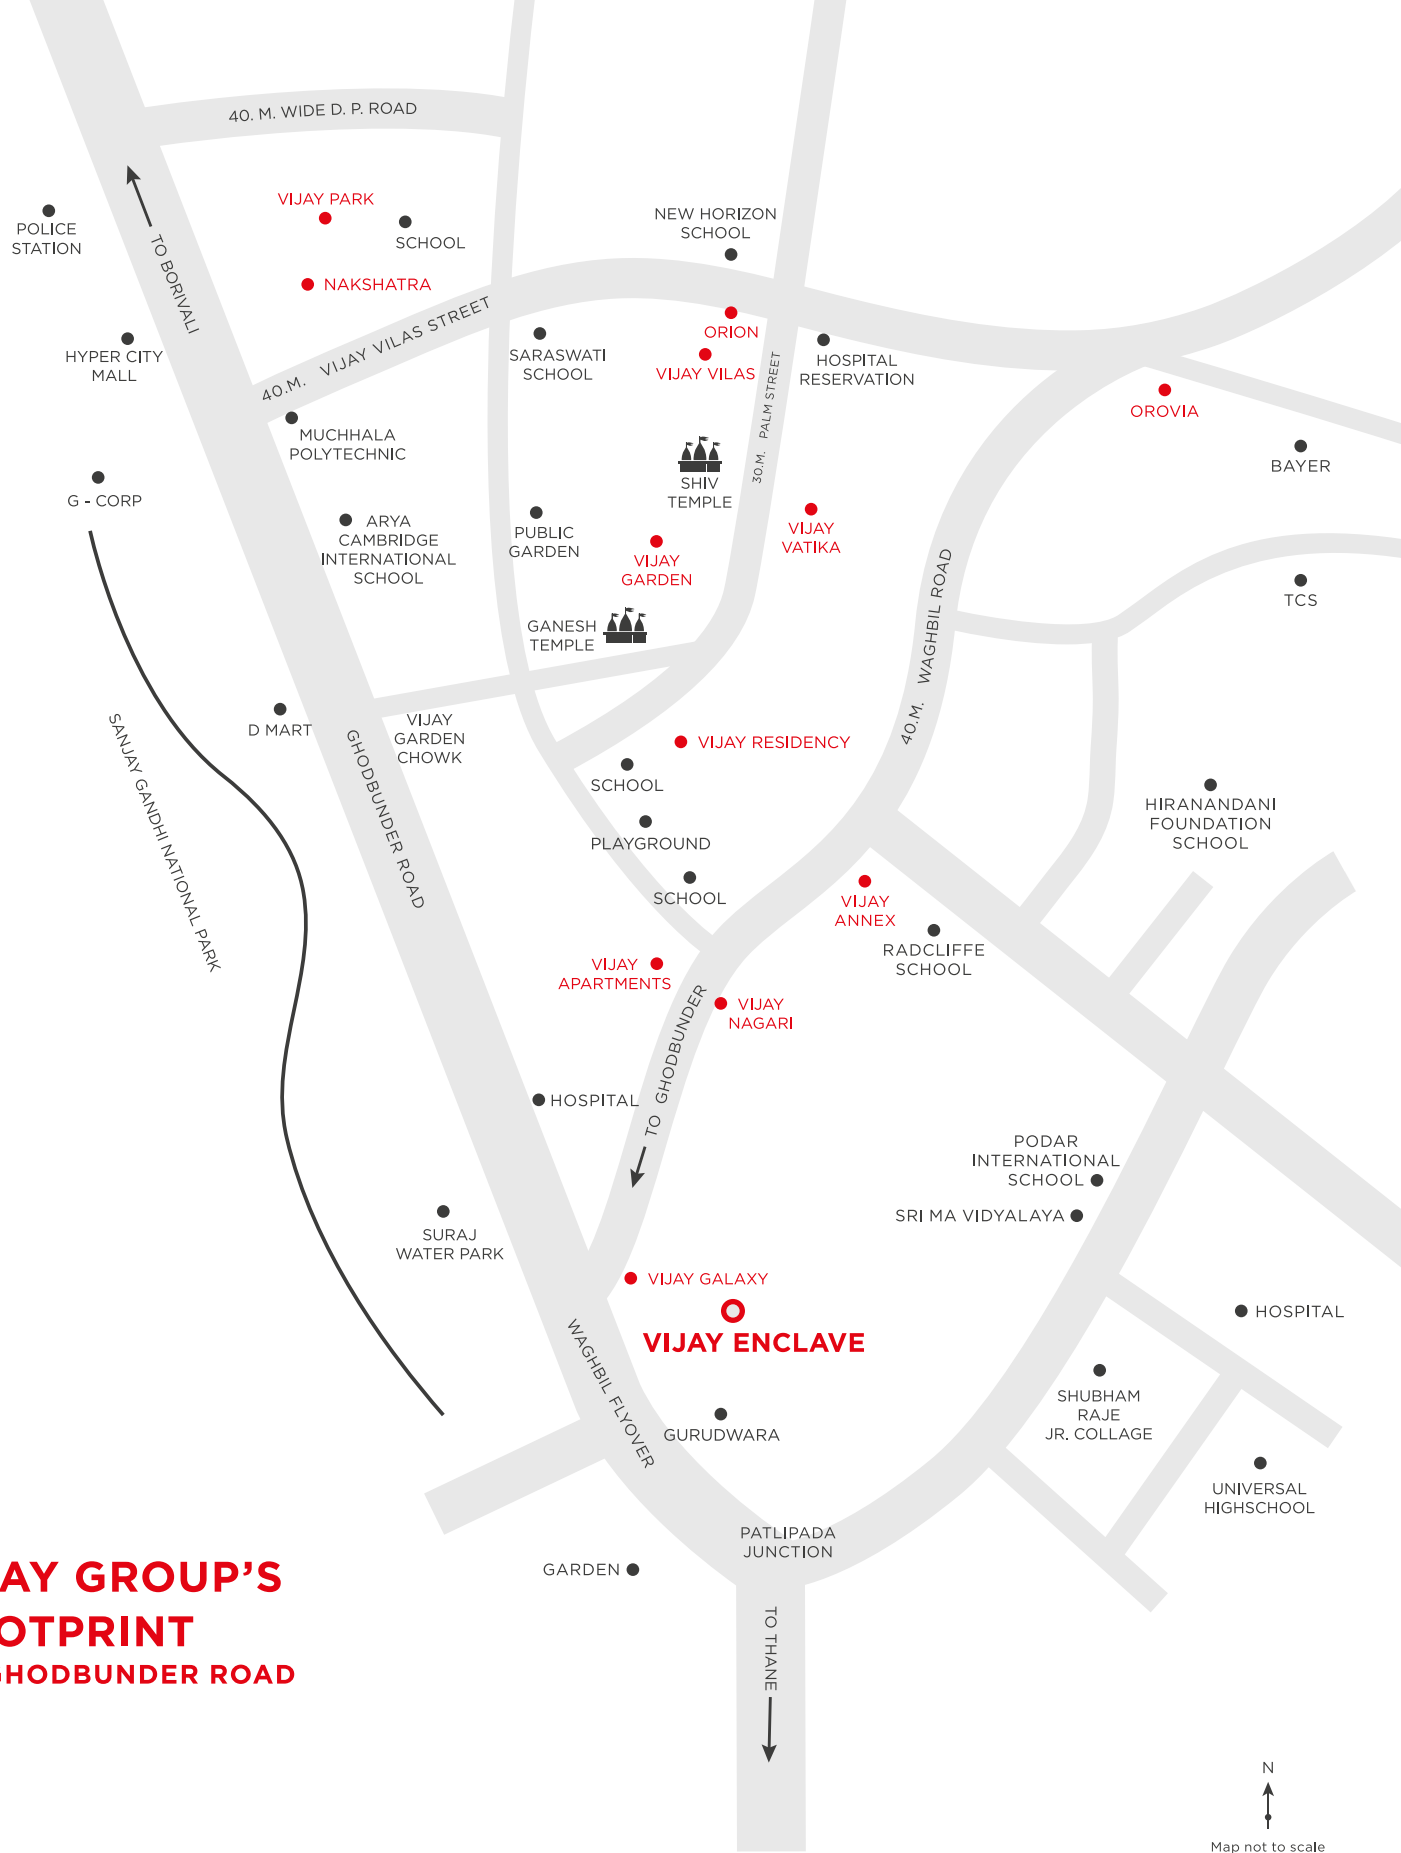 40. M. WIDE D. P. ROAD
VIJAY PARK
SCHOOL
POLICE
STATION
TO BORIVALI
NAKSHATRA
NEW HORIZON
SCHOOL
40.M. VIJAY VILAS STREET
HYPER CITY
MALL
SARASWATI
SCHOOL
ORION
VIJAY VILAS
HOSPITAL
RESERVATION
30.M. PALM STREET
OROVIA
MUCHHALA
POLYTECHNIC
BAYER
G - CORP
SHIV
TEMPLE
ARYA
CAMBRIDGE
INTERNATIONAL
SCHOOL
PUBLIC
GARDEN
VIJAY
GARDEN
VIJAY
VATIKA
TCS
GANESH
TEMPLE
40.M. WAGHBIL ROAD
D MART
VIJAY
GARDEN
CHOWK
SANJAY GANDHI NATIONAL PARK
GHODBUNDER ROAD
VIJAY RESIDENCY
SCHOOL
PLAYGROUND
SCHOOL
HIRANANDANI
FOUNDATION
SCHOOL
VIJAY
ANNEX
RADCLIFFE
SCHOOL
VIJAY
APARTMENTS
VIJAY
NAGARI
TO GHODBUNDER
HOSPITAL
PODAR
INTERNATIONAL
SCHOOL
SRI MA VIDYALAYA
SURAJ
WATER PARK
VIJAY GALAXY
VIJAY ENCLAVE
HOSPITAL
WAGHBIL FLYOVER
SHUBHAM
RAJE
JR. COLLAGE
GURUDWARA
UNIVERSAL
HIGHSCHOOL
PATLIPADA
JUNCTION
GARDEN
AY GROUP'S
OTPRINT
GHODBUNDER ROAD
TO THANE
N
Map not to scale